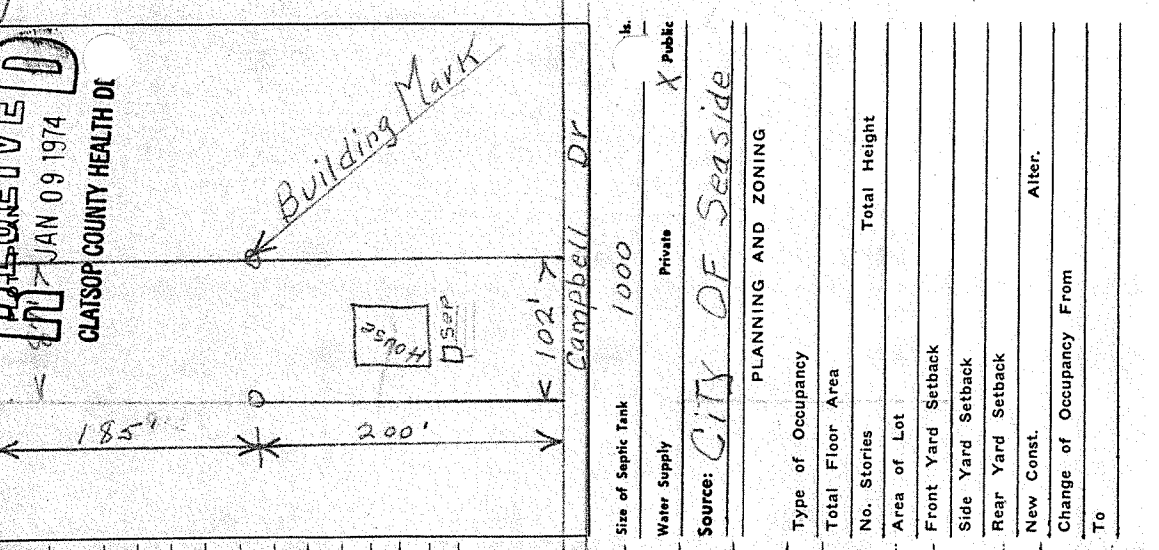 JAN 09 1974
CLATSOP COUNTY HEALTH
Building Mark
House
Sep
102'
Campbell Dr
185'
200'
Size of Septic Tank 1000 ls.
Water Supply Private X Public
Source: CiTY OF Seaside
PLANNING AND ZONING
Type of Occupancy
Total Floor Area
No. Stories Total Height
Area of Lot
Front Yard Setback
Side Yard Setback
Rear Yard Setback
New Const. Alter.
Change of Occupancy From
To